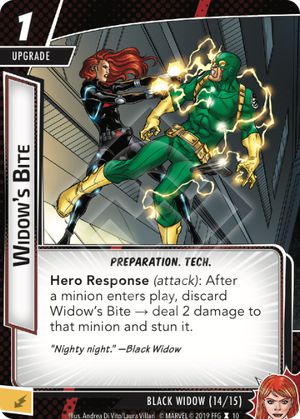 1
UPGRADE
WIDOW'S BITE
PREPARATION. TECH.
Hero Response (attack): After
a minion enters play, discard
Widow's Bite → deal 2 damage to
that minion and stun it.
"Nighty night." —Black Widow
BLACK WIDOW (14/15)
Illus. Andrea Di Vito/Laura Villari © MARVEL © 2019 FFG 10